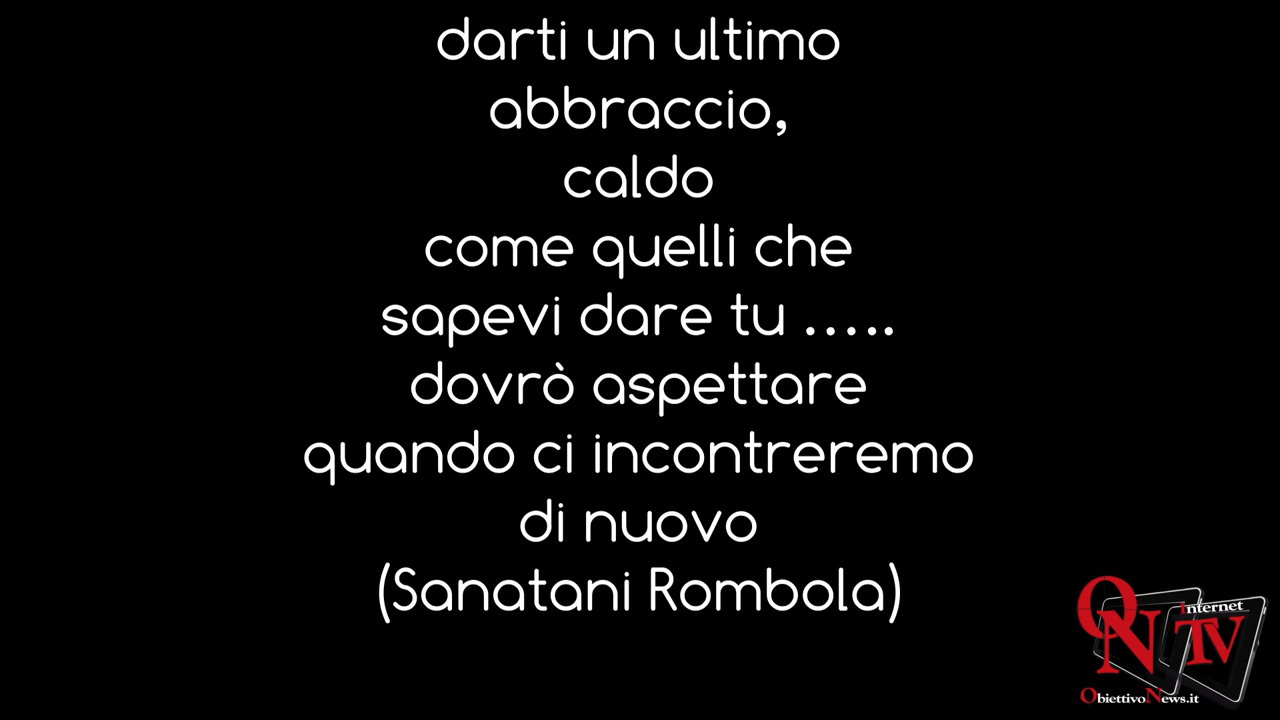 darti un ultimo
abbraccio,
caldo
come quelli che
sapevi dare tu .....
dovrò aspettare
quando ci incontreremo
di nuovo
(Sanatani Rombola)
ON Internet TV
ObiettivoNews.it